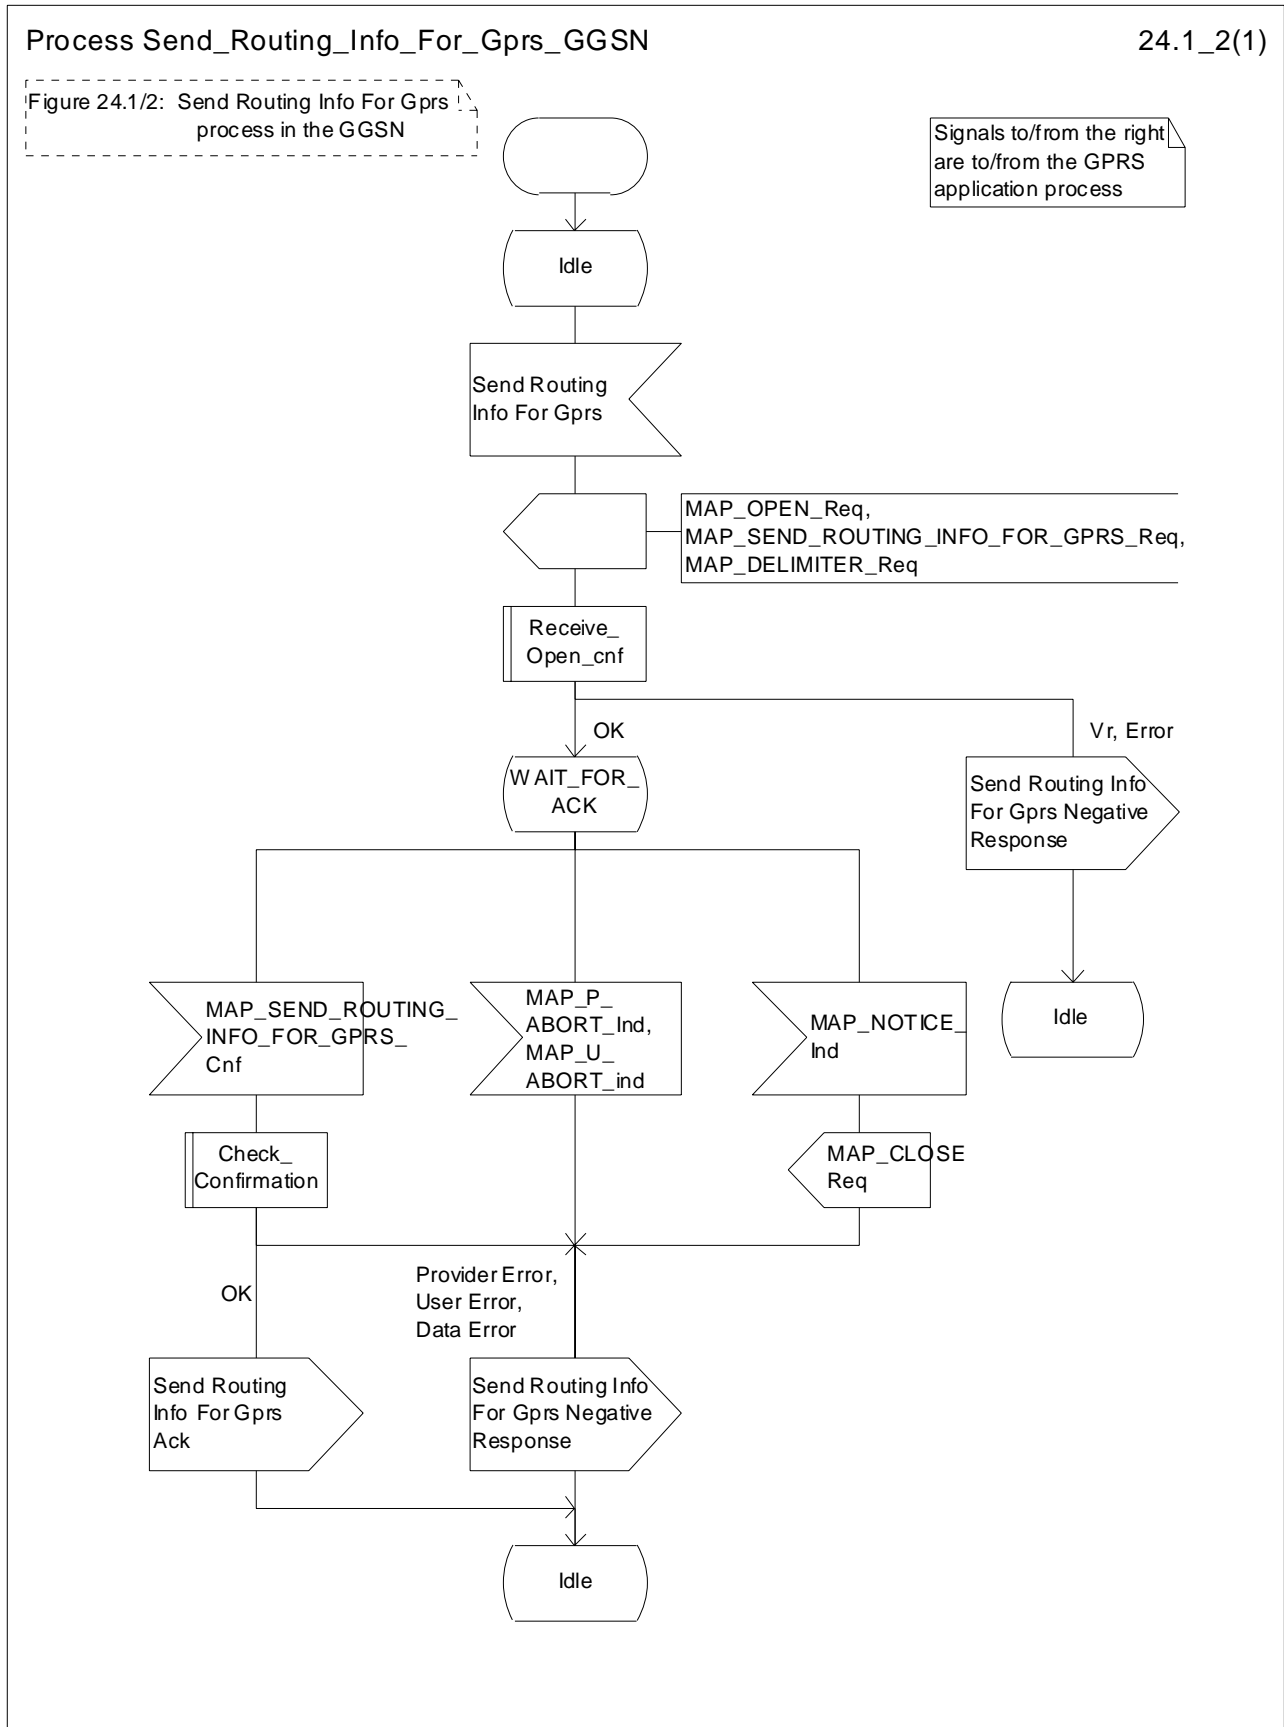 Process Send_Routing_Info_For_Gprs_GGSN
24.1_2(1)
Figure 24.1/2: Send Routing Info For Gprs
process in the GGSN
Signals to/from the right
are to/from the GPRS
application process
Idle
Send Routing
Info For Gprs
MAP_OPEN_Req,
MAP_SEND_ROUTING_INFO_FOR_GPRS_Req,
MAP_DELIMITER_Req
Receive_
Open_cnf
OK
Vr, Error
WAIT_FOR_
ACK
Send Routing Info
For Gprs Negative
Response
MAP_SEND_ROUTING_
INFO_FOR_GPRS_
Cnf
MAP_P_
ABORT_Ind,
MAP_U_
ABORT_ind
MAP_NOTICE_
Ind
Idle
Check_
Confirmation
MAP_CLOSE
Req
OK
Provider Error,
User Error,
Data Error
Send Routing
Info For Gprs
Ack
Send Routing Info
For Gprs Negative
Response
Idle